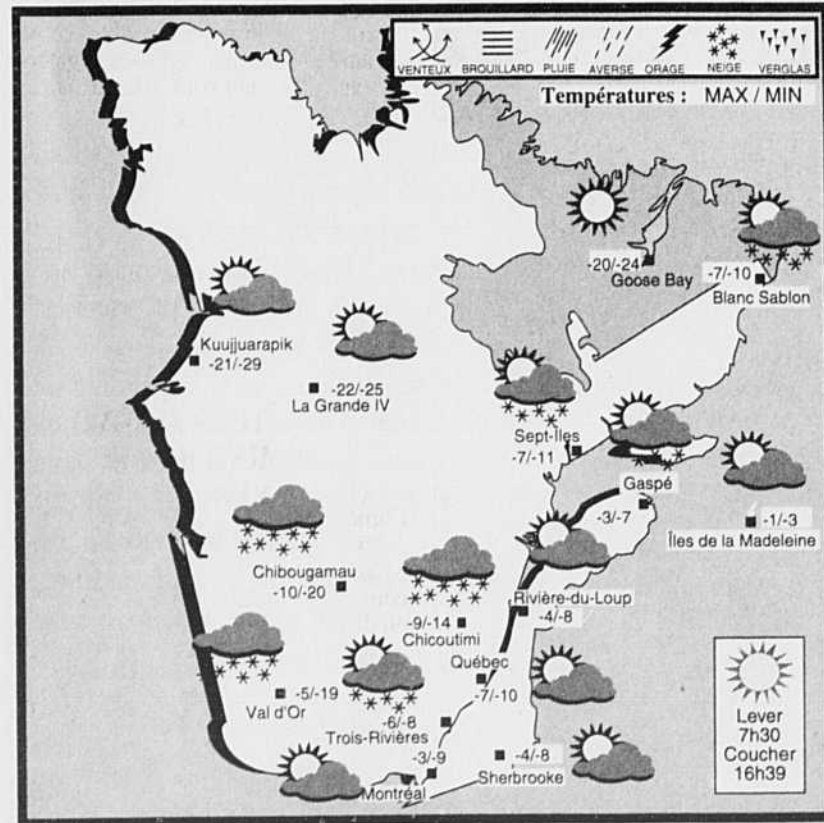 VENTEUX BROUILLARD PLUIE AVERSE ORAGE NEIGE VERGLAS
Températures : MAX / MIN
-20/-24
Goose Bay
-7/-10
Blanc Sablon
Kuujjuarapik
-21/-29
-22/-25
La Grande IV
Sept-Îles
-7/-11
Gaspé
-3/-7
-1/-3
Îles de la Madeleine
Chibougamau
-10/-20
Rivière-du-Loup
-4/-8
-9/-14
Chicoutimi
Québec
-7/-10
-5/-19
Val d'Or
-6/-8
Trois-Rivières
-3/-9
Montréal
-4/-8
Sherbrooke
Lever
7h30
Coucher
16h39